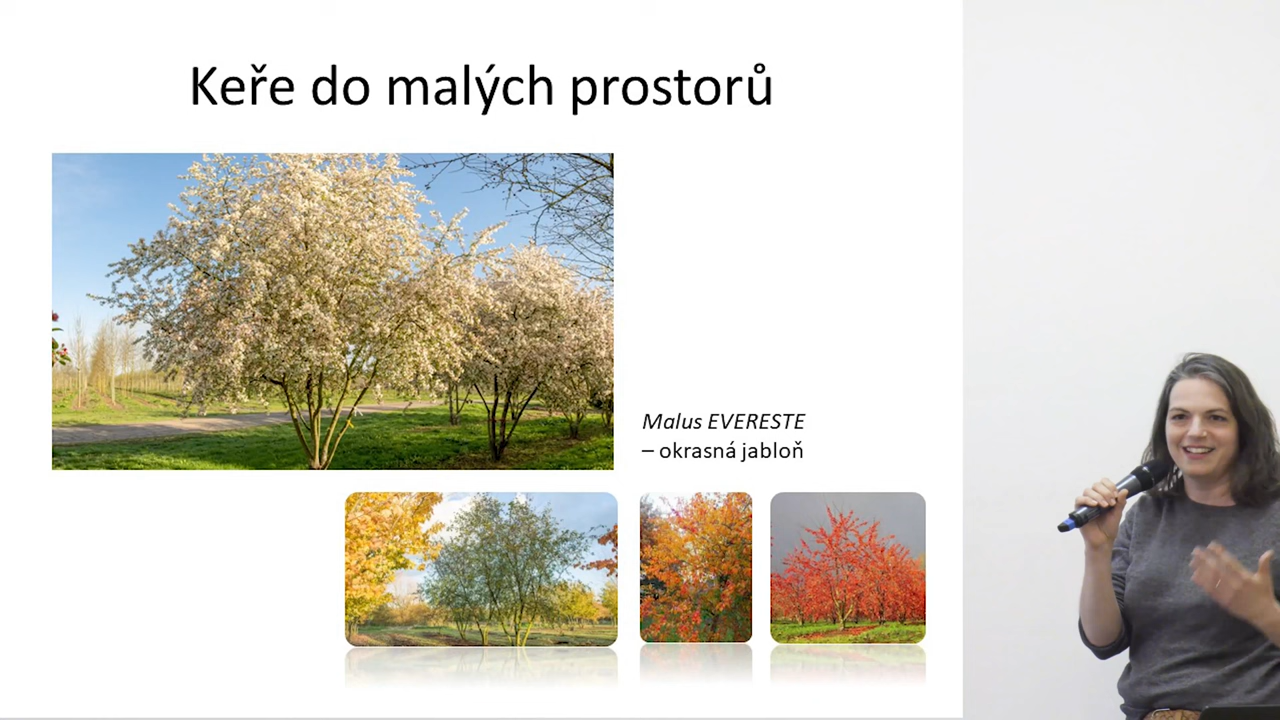 Keře do malých prostorů
Malus EVERESTE
– okrasná jabloň